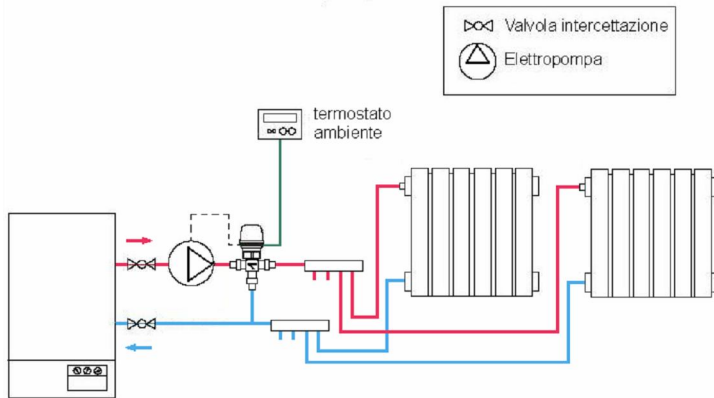 Valvola intercettazione
Elettropompa
termostato
ambiente